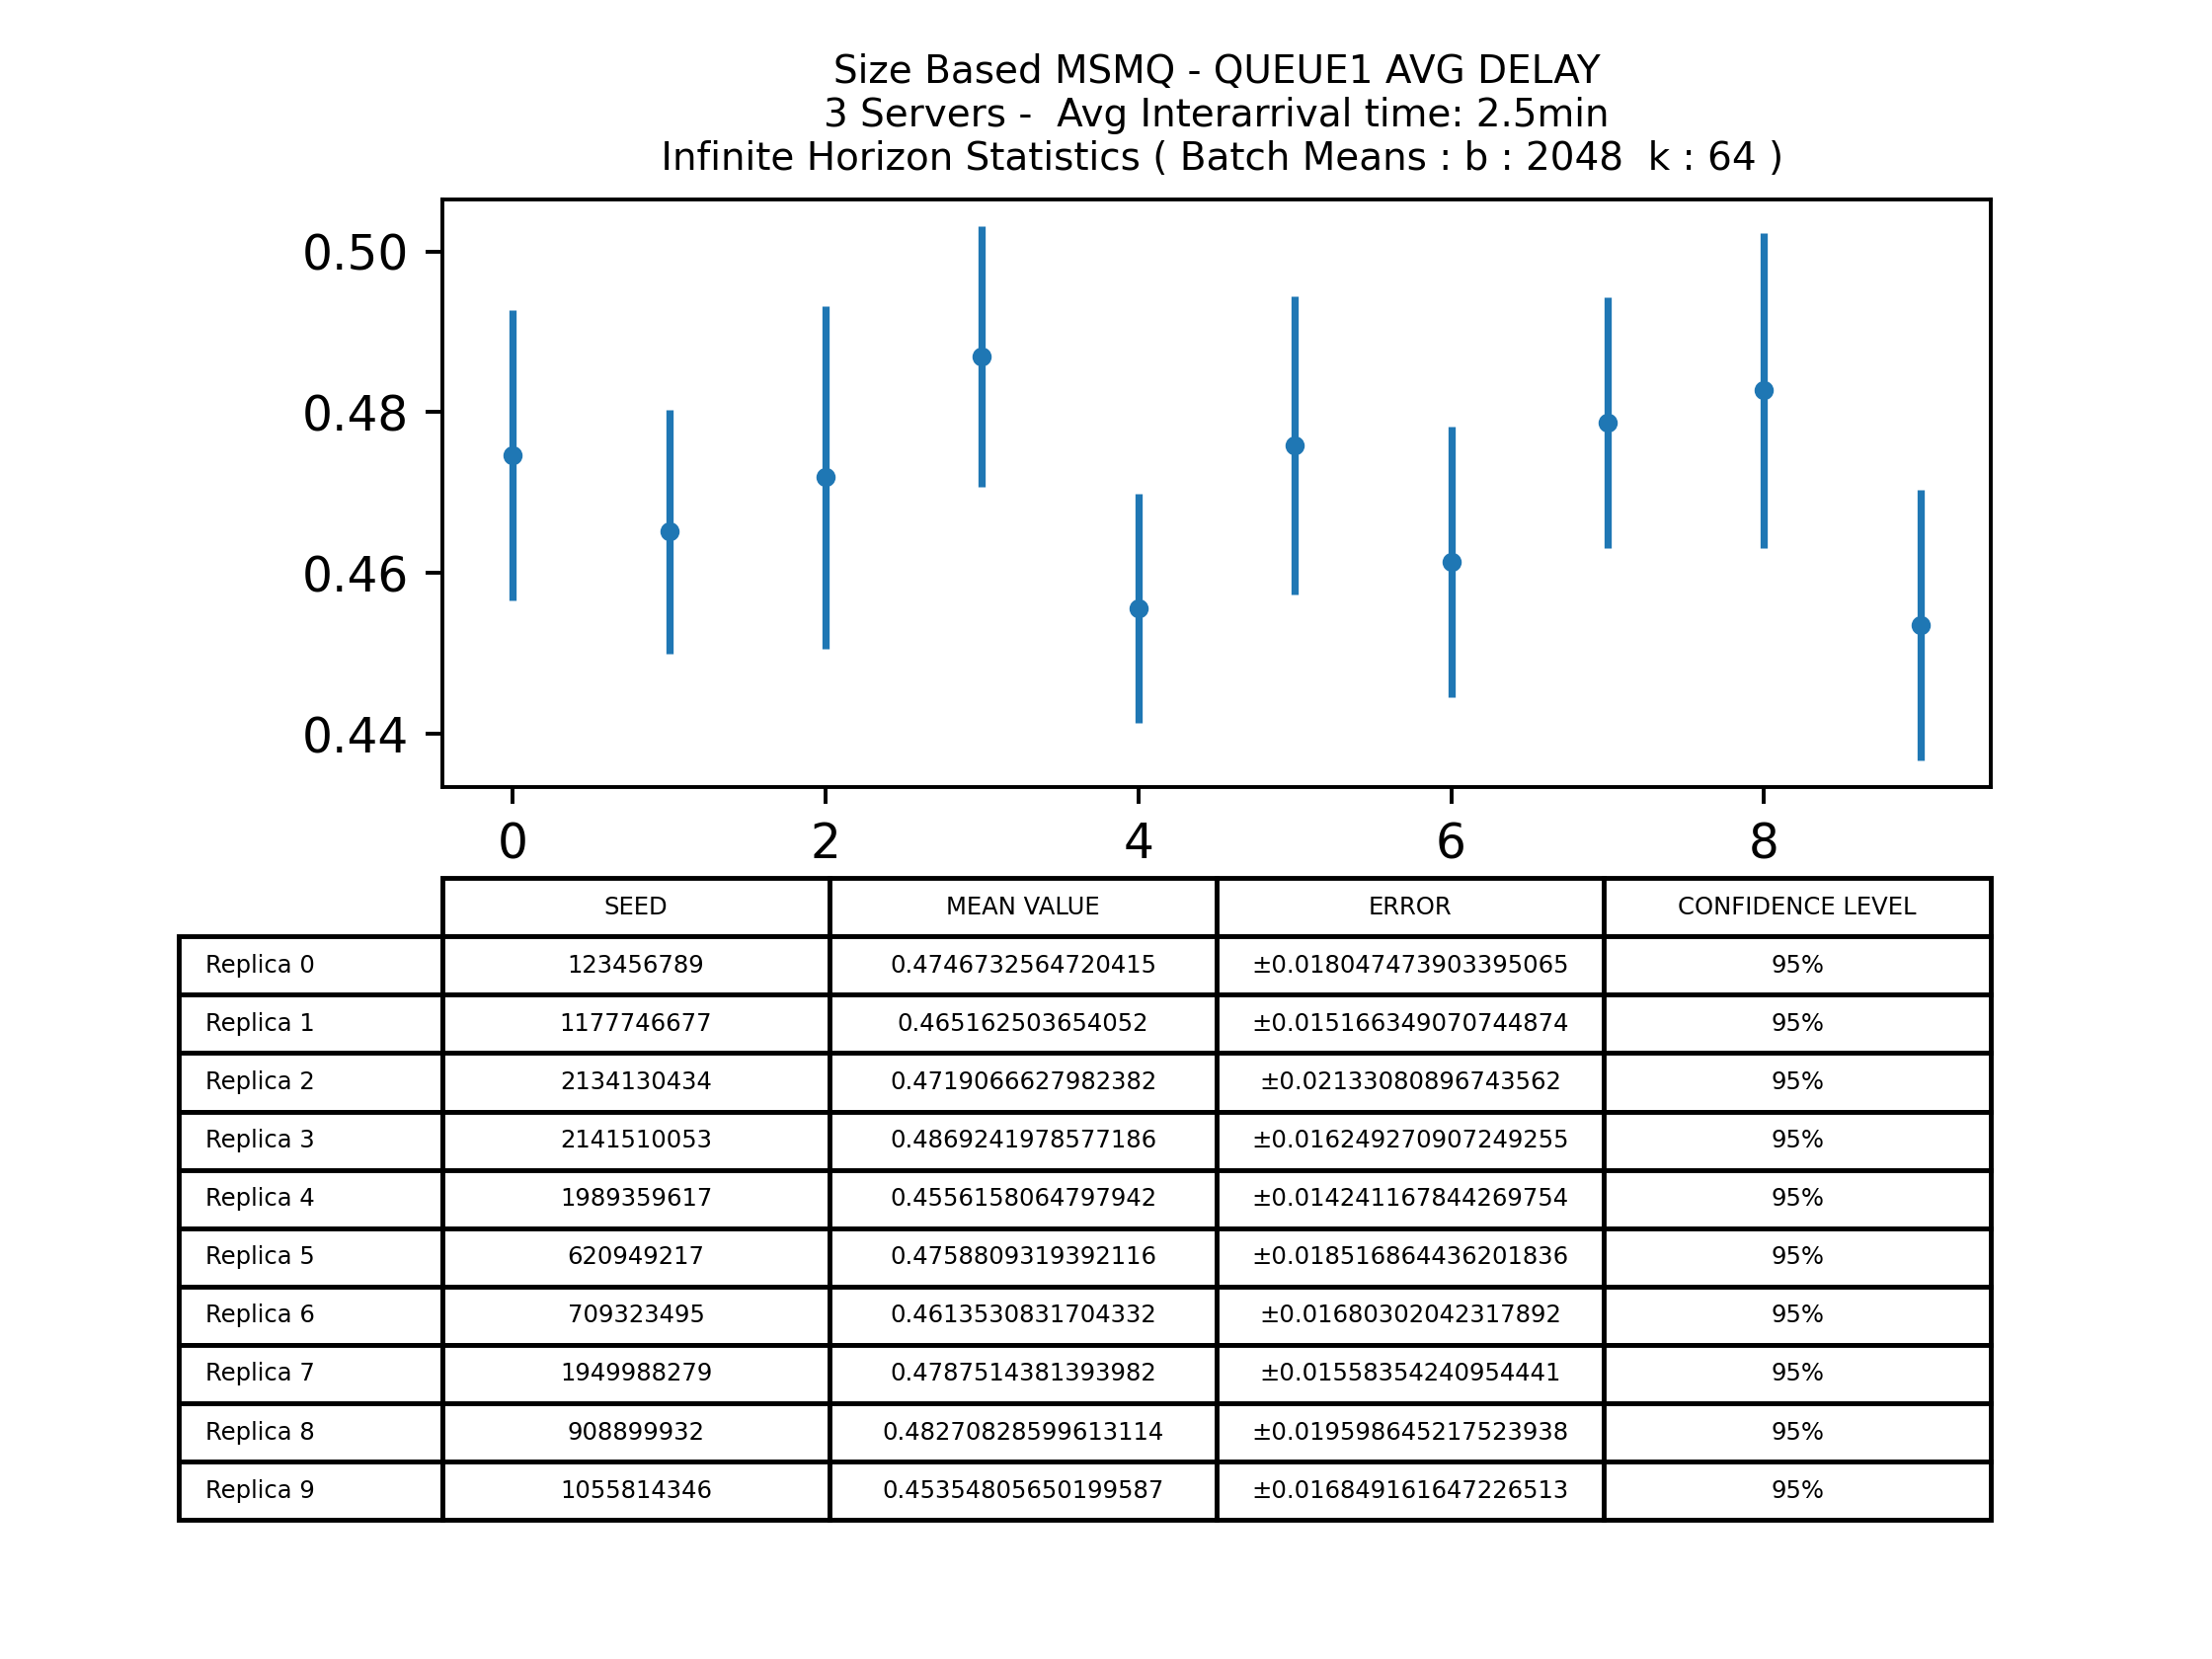 Size Based MSMQ - QUEUE1 AVG DELAY
3 Servers -  Avg Interarrival time: 2.5min
Infinite Horizon Statistics ( Batch Means : b : 2048  k : 64 )
0.50
0.48
0.46
0.44
0 2 4 6 8
SEED MEAN VALUE ERROR CONFIDENCE LEVEL
Replica 0 123456789 0.4746732564720415 ±0.018047473903395065 95%
Replica 1 1177746677 0.465162503654052 ±0.015166349070744874 95%
Replica 2 2134130434 0.4719066627982382 ±0.02133080896743562 95%
Replica 3 2141510053 0.4869241978577186 ±0.016249270907249255 95%
Replica 4 1989359617 0.4556158064797942 ±0.014241167844269754 95%
Replica 5 620949217 0.4758809319392116 ±0.018516864436201836 95%
Replica 6 709323495 0.4613530831704332 ±0.01680302042317892 95%
Replica 7 1949988279 0.4787514381393982 ±0.01558354240954441 95%
Replica 8 908899932 0.48270828599613114 ±0.019598645217523938 95%
Replica 9 1055814346 0.45354805650199587 ±0.016849161647226513 95%